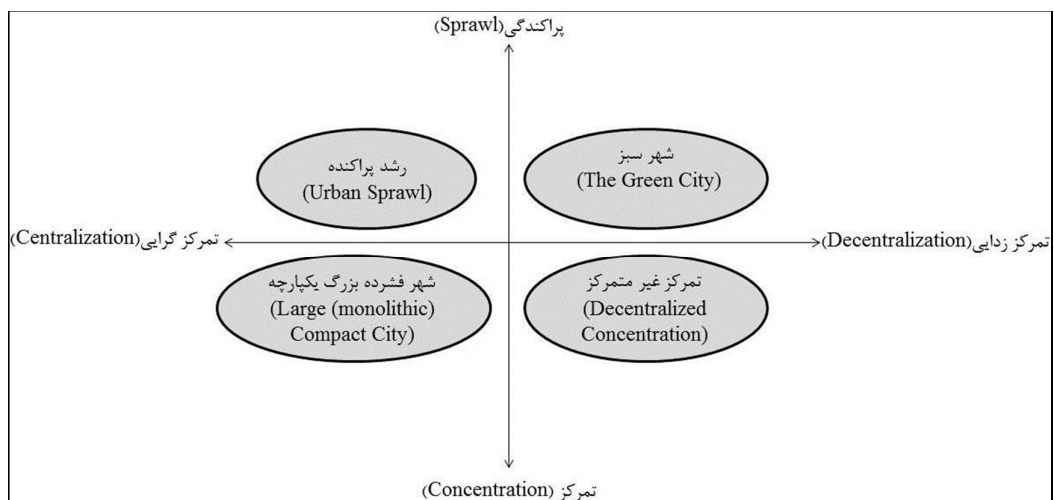 پراکندگی(Sprawl)
رشد پراکنده
(Urban Sprawl)
شهر سبز
(The Green City)
تمرکز گرایی(Centralization)
تمرکز زدایی(Decentralization)
شهر فشرده بزرگ یکپارچه
(Large (monolithic)
Compact City)
تمرکز غیر متمرکز
(Decentralized
Concentration)
تمرکز (Concentration)